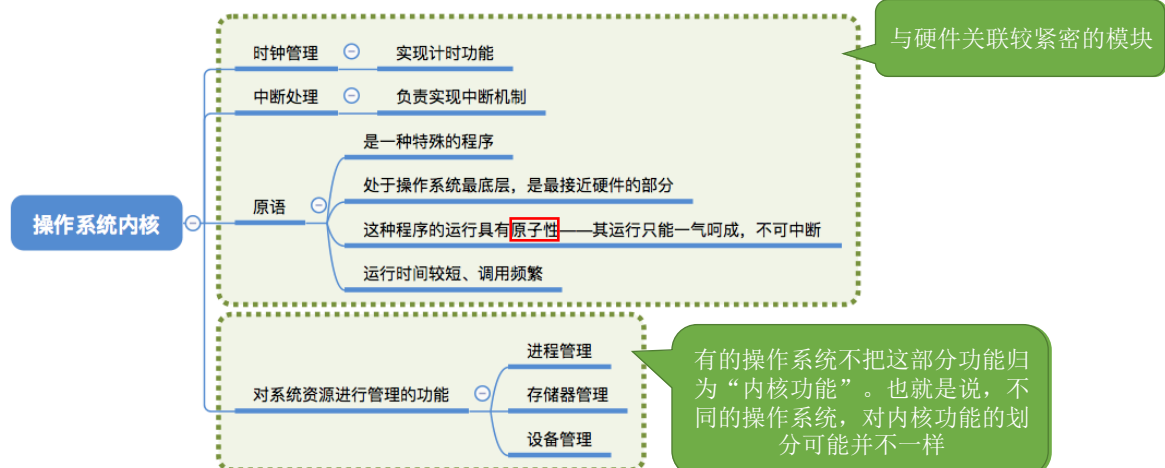 与硬件关联较紧密的模块
时钟管理
实现计时功能
中断处理
负责实现中断机制
是一种特殊的程序
处于操作系统最底层，是最接近硬件的部分
原语
操作系统内核
这种程序的运行具有原子性——其运行只能一气呵成，不可中断
运行时间较短、调用频繁
进程管理
对系统资源进行管理的功能
存储器管理
设备管理
有的操作系统不把这部分功能归
为“内核功能”。也就是说，不
同的操作系统，对内核功能的划
分可能并不一样